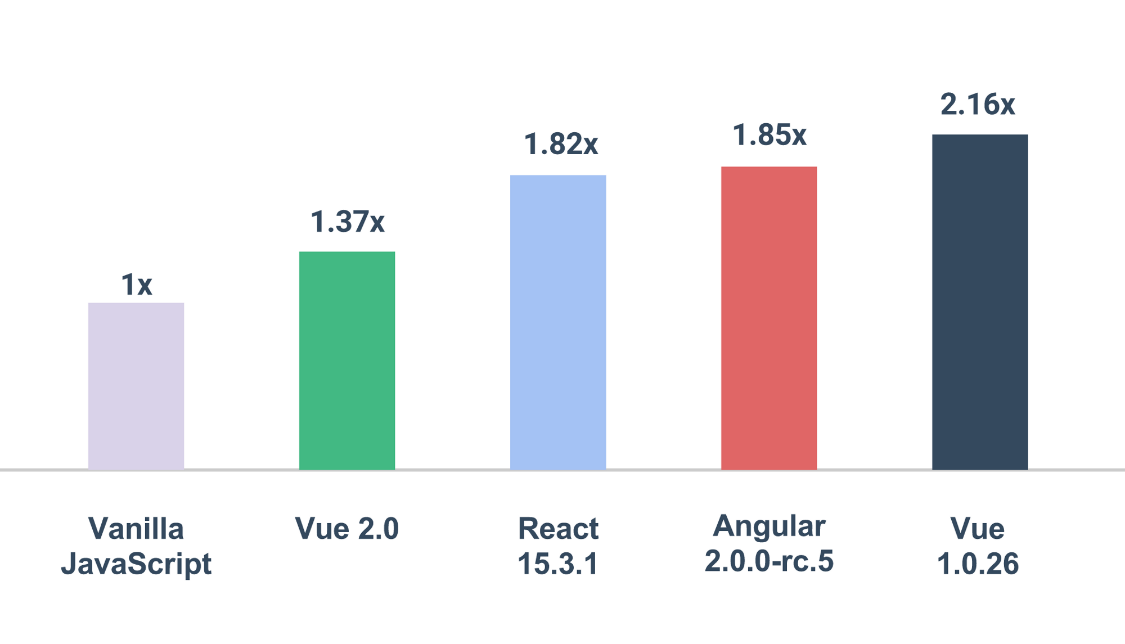 1x
1.37x
1.82x
1.85x
2.16x
Vanilla
JavaScript
Vue 2.0
React
15.3.1
Angular
2.0.0-rc.5
Vue
1.0.26